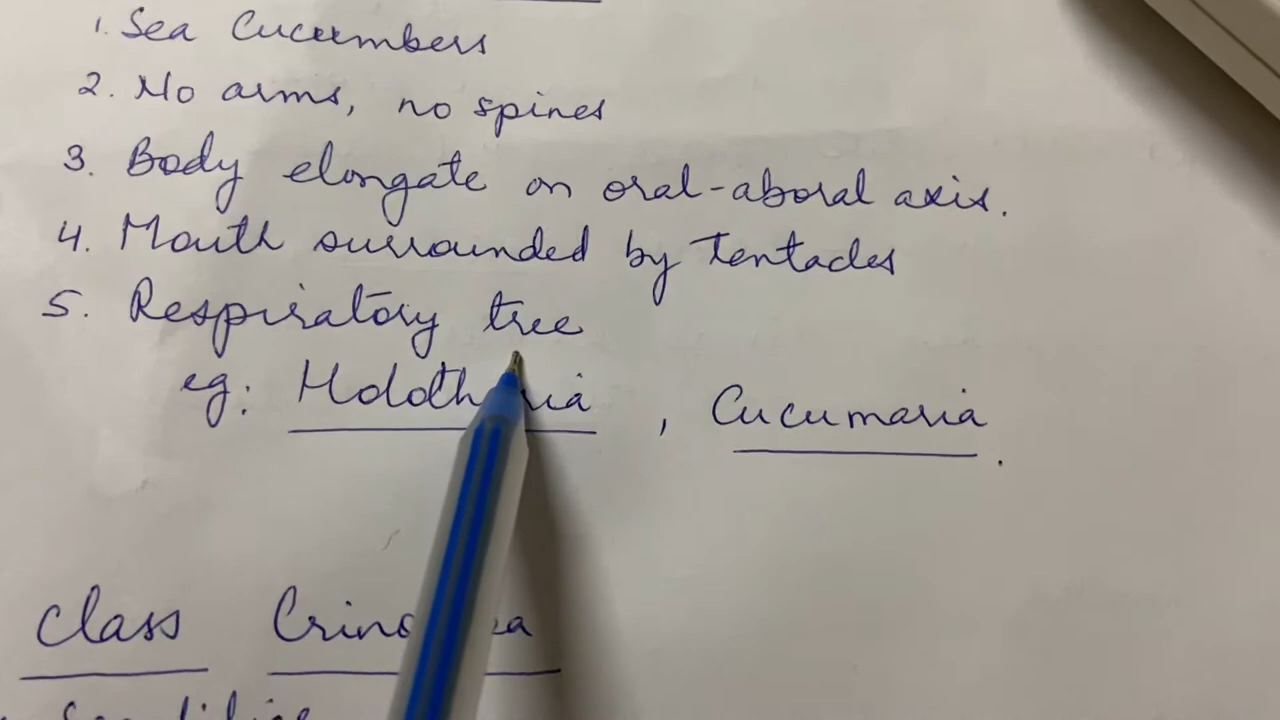 1. Sea Cucumbers
2. No arms, no spines
3. Body elongate on oral-aboral axis.
4. Mouth surrounded by Tentacles
5. Respiratory tree
eg: , Cucumaria.
class